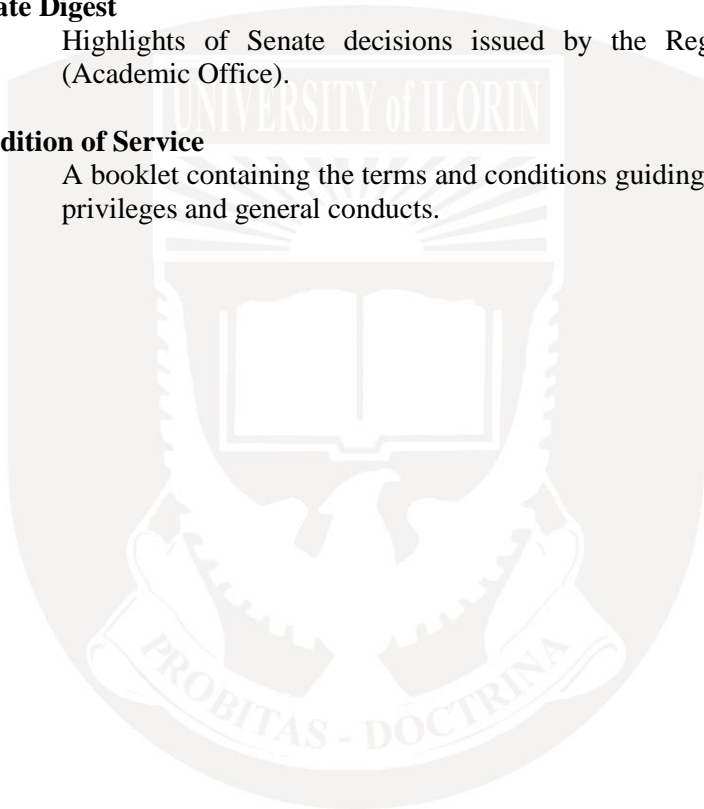 ate Digest
Highlights of Senate decisions issued by the Reg
(Academic Office).
UNIVERSITY of ILORIN
dition of Service
A booklet containing the terms and conditions guiding
privileges and general conducts.
PROBITAS - DOCTRINA